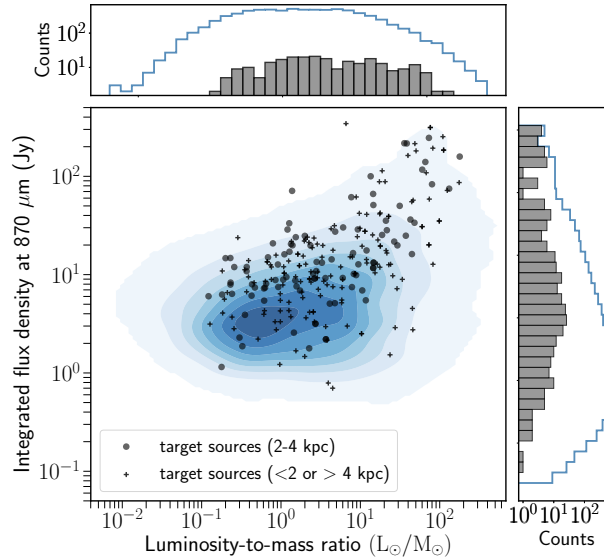 10²
10¹
Counts
10²
10¹
10⁰
10⁻¹
Integrated flux density at 870 μm (Jy)
target sources (2-4 kpc)
target sources (<2 or > 4 kpc)
10⁻² 10⁻¹ 10⁰ 10¹ 10²
Luminosity-to-mass ratio (L⊙/M⊙)
10⁰ 10¹ 10²
Counts